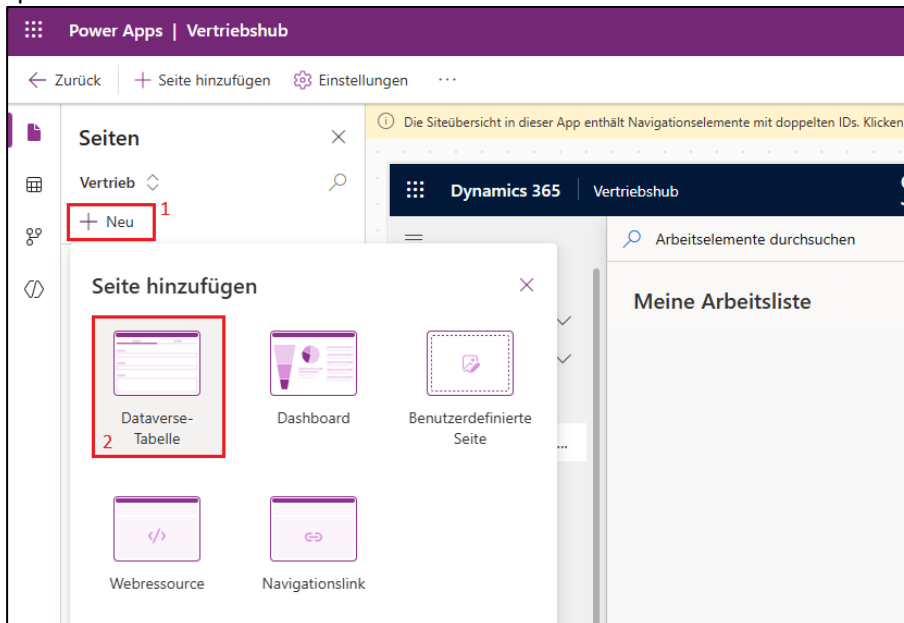 Power Apps | Vertriebshub
Zurück + Seite hinzufügen Einstellungen ...
Seiten
Die Siteübersicht in dieser App enthält Navigationselemente mit doppelten IDs. Klicken
Vertrieb
Dynamics 365 Vertriebshub
+ Neu
1
Arbeitselemente durchsuchen
Seite hinzufügen
Meine Arbeitsliste
Dataverse-
Tabelle
2
Dashboard
Benutzerdefinierte
Seite
...
Webressource
Navigationslink